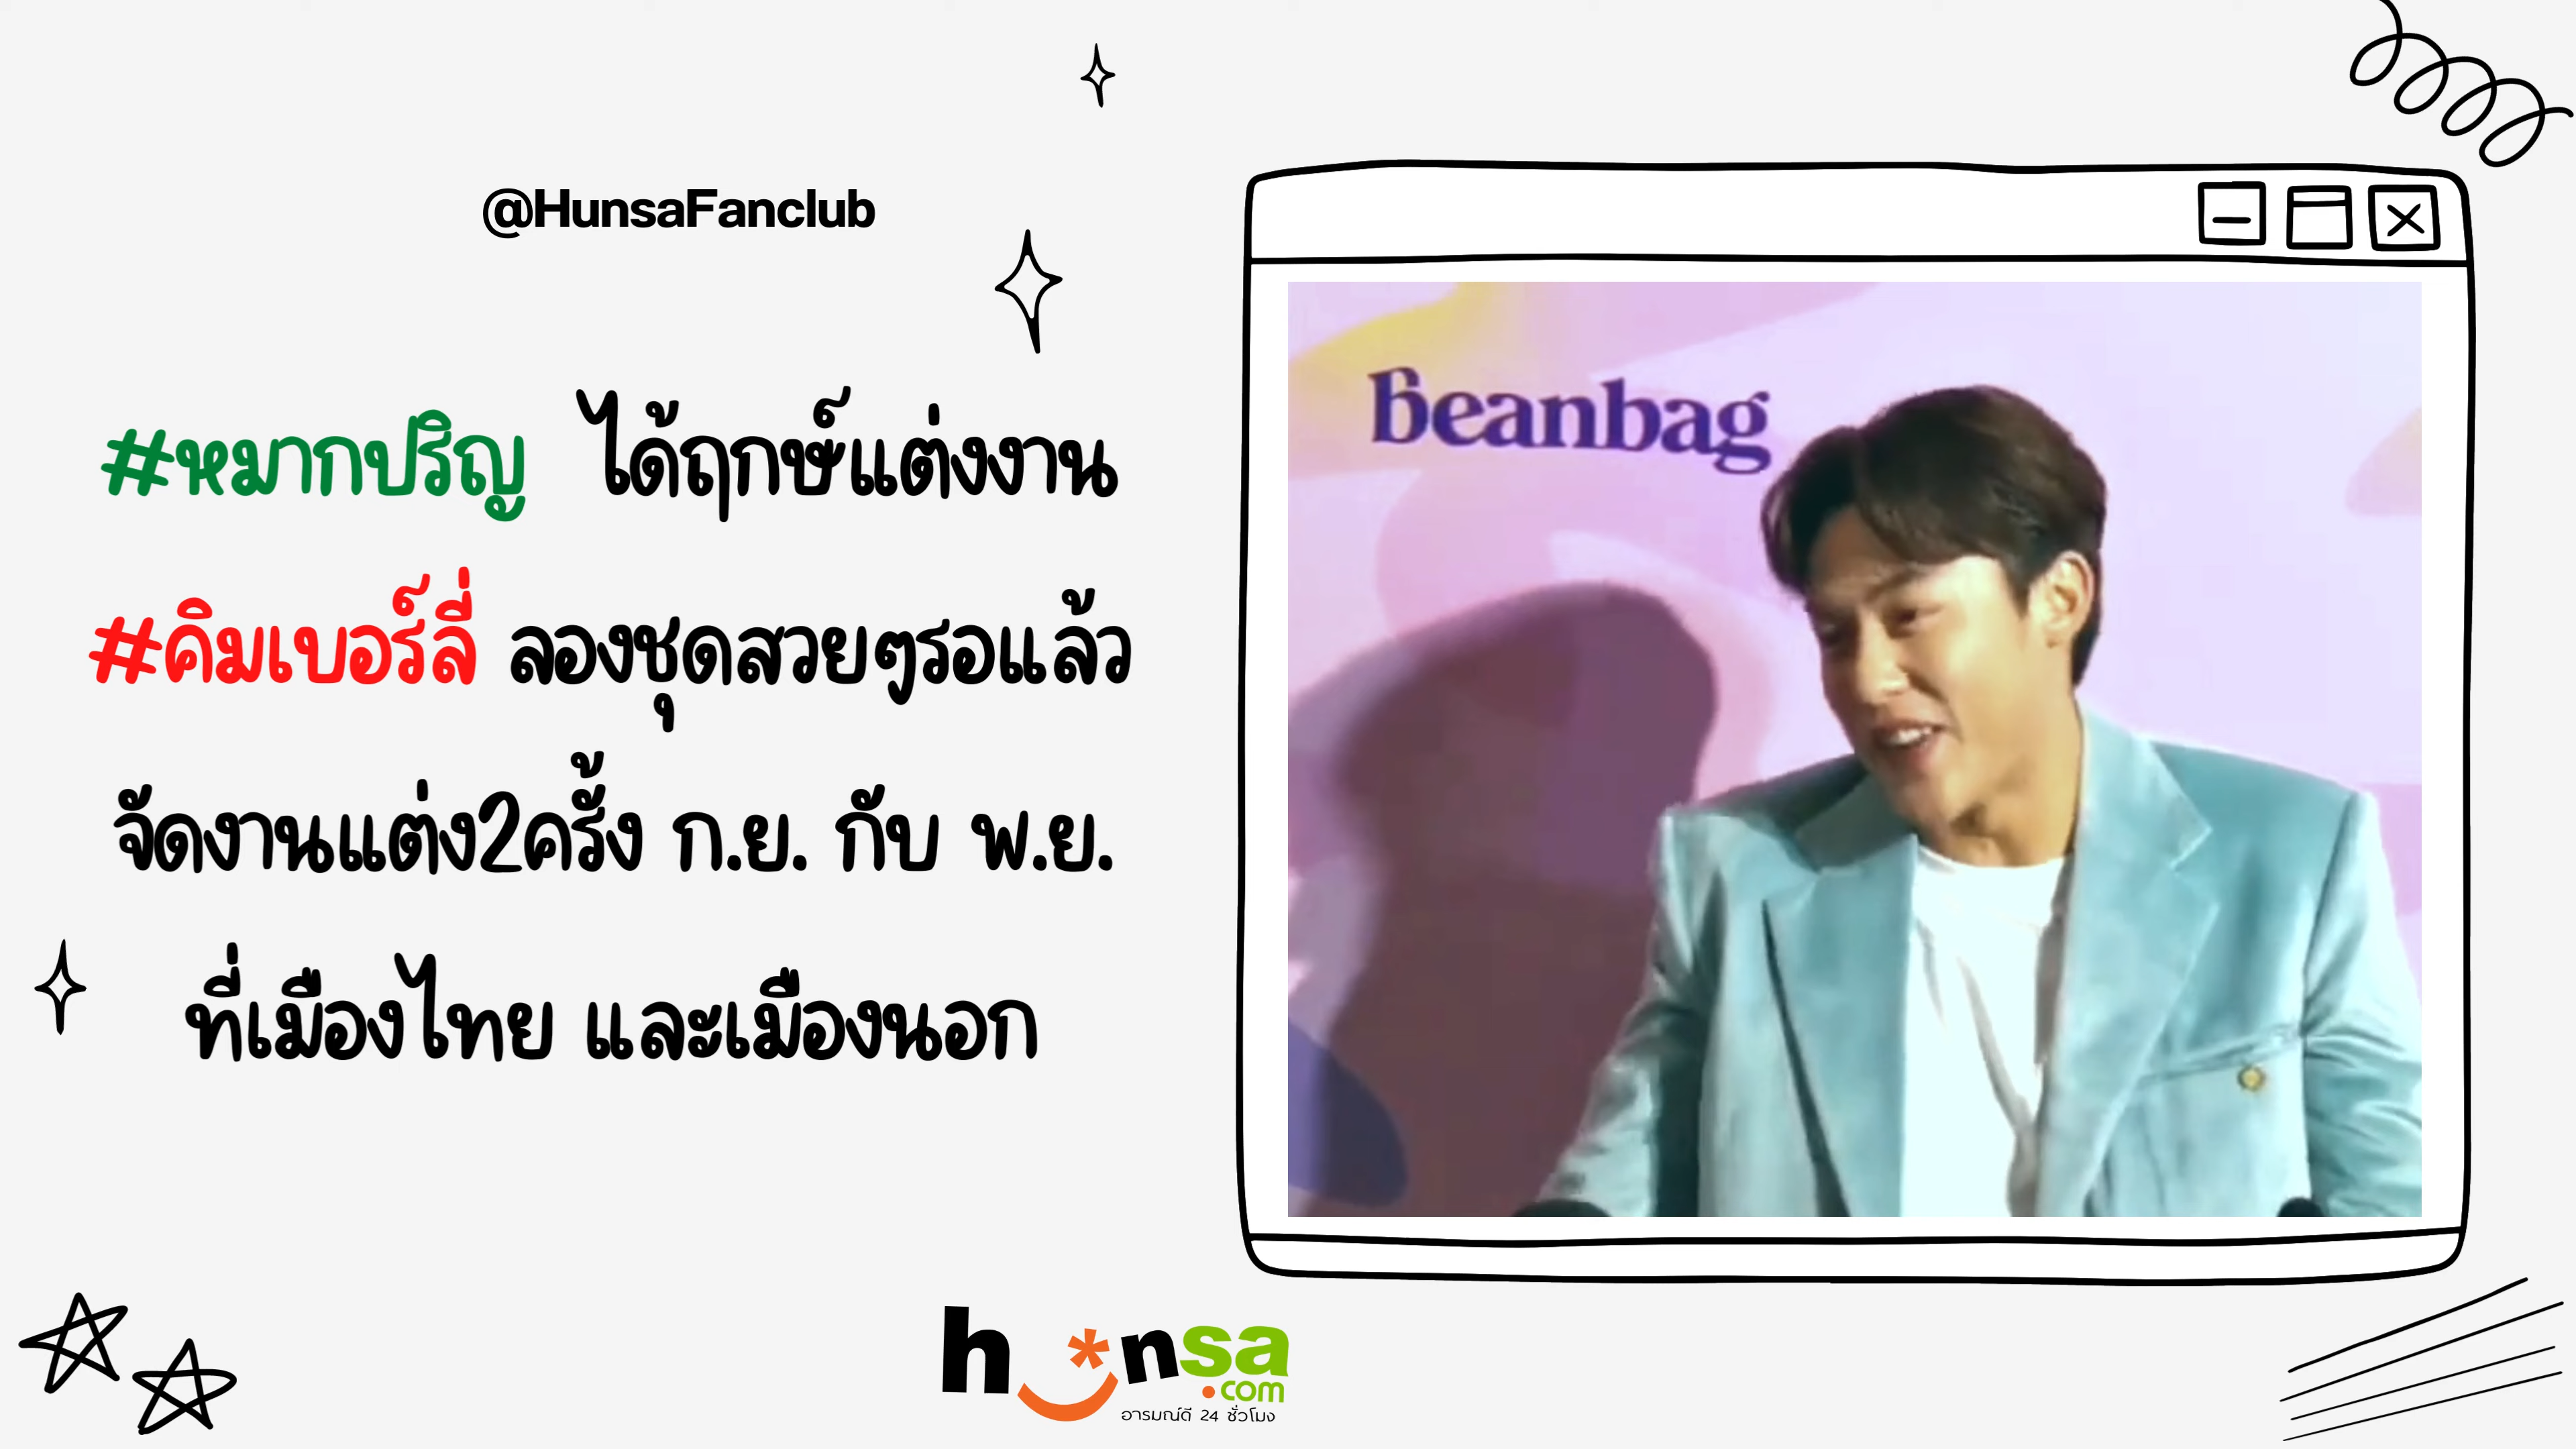 @HunsaFanclub
#หมากปริญ ได้ฤกษ์แต่งงาน
#คิมเบอร์ลี่ ลองชุดสวยๆรอแล้ว
จัดงานแต่ง2ครั้ง ก.ย. กับ พ.ย.
ที่เมืองไทย และเมืองนอก
beanbag
hunsa
.com
อารมณ์ดี 24 ชั่วโมง